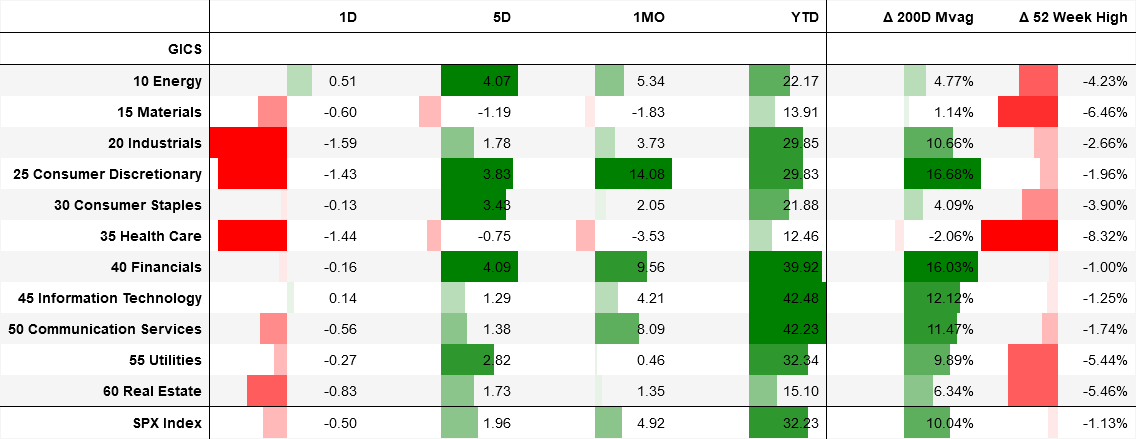 1D 5D 1MO YTD Δ 200D Mvag Δ 52 Week High
GICS
10 Energy 0.51 4.07 5.34 22.17 4.77% -4.23%
15 Materials -0.60 -1.19 -1.83 13.91 1.14% -6.46%
20 Industrials -1.59 1.78 3.73 29.85 10.66% -2.66%
25 Consumer Discretionary -1.43 3.83 14.08 29.83 16.68% -1.96%
30 Consumer Staples -0.13 3.43 2.05 21.88 4.09% -3.90%
35 Health Care -1.44 -0.75 -3.53 12.46 -2.06% -8.32%
40 Financials -0.16 4.09 9.56 39.92 16.03% -1.00%
45 Information Technology 0.14 1.29 4.21 42.48 12.12% -1.25%
50 Communication Services -0.56 1.38 8.09 42.23 11.47% -1.74%
55 Utilities -0.27 2.82 0.46 32.34 9.89% -5.44%
60 Real Estate -0.83 1.73 1.35 15.10 6.34% -5.46%
SPX Index -0.50 1.96 4.92 32.23 10.04% -1.13%